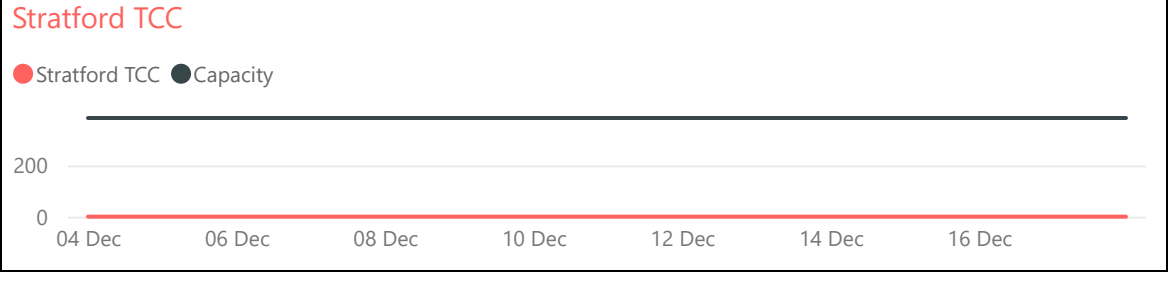 Stratford TCC
Stratford TCC Capacity
200
0
04 Dec 06 Dec 08 Dec 10 Dec 12 Dec 14 Dec 16 Dec